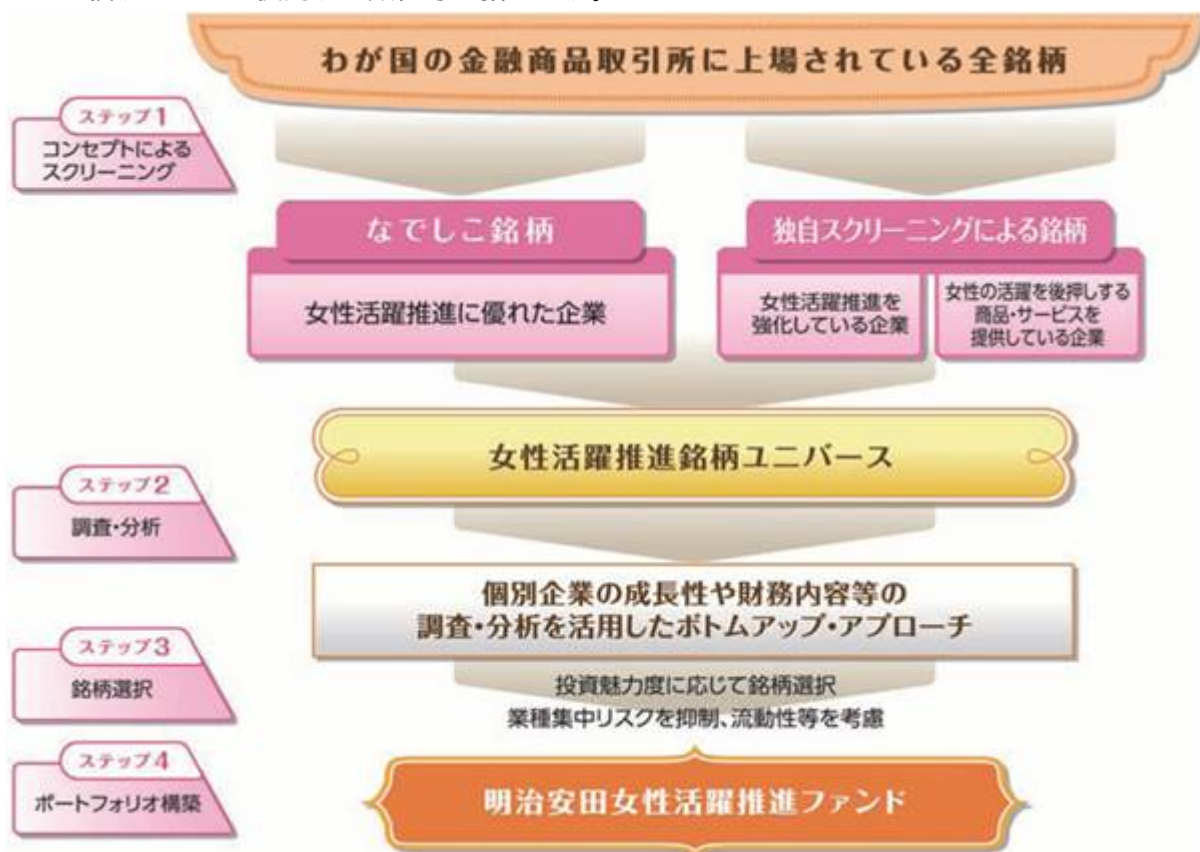 わが国の金融商品取引所に上場されている全銘柄
ステップ1
コンセプトによる
スクリーニング
なでしこ銘柄
女性活躍推進に優れた企業
独自スクリーニングによる銘柄
女性活躍推進を
強化している企業
女性の活躍を後押しする
商品・サービスを
提供している企業
女性活躍推進銘柄ユニバース
ステップ2
調査・分析
個別企業の成長性や財務内容等の
調査・分析を活用したボトムアップ・アプローチ
ステップ3
銘柄選択
投資魅力度に応じて銘柄選択
業種集中リスクを抑制、流動性等を考慮
ステップ4
ポートフォリオ構築
明治安田女性活躍推進ファンド